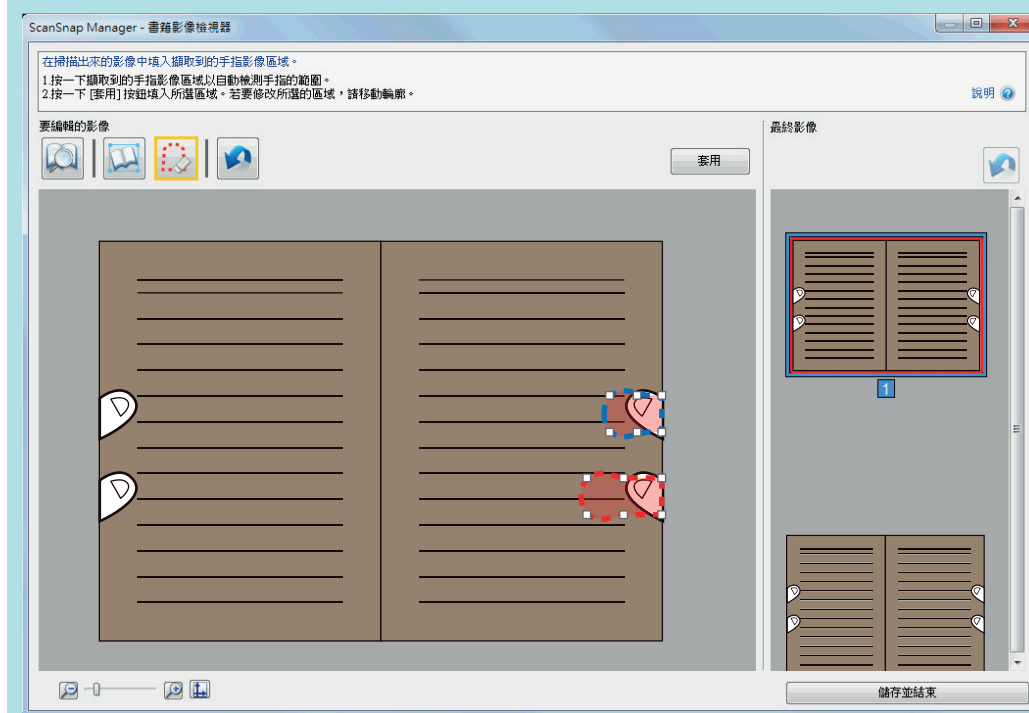 ScanSnap Manager - 書籍影像檢視器
在掃描出來的影像中填入擷取到的手指影像區域。
1.按一下擷取到的手指影像區域以自動檢測手指的範圍。
2.按一下 [套用] 按鈕填入所選區域。若要修改所選的區域，請移動輪廓。
說明
要編輯的影像
最終影像
套用
1
儲存並結束